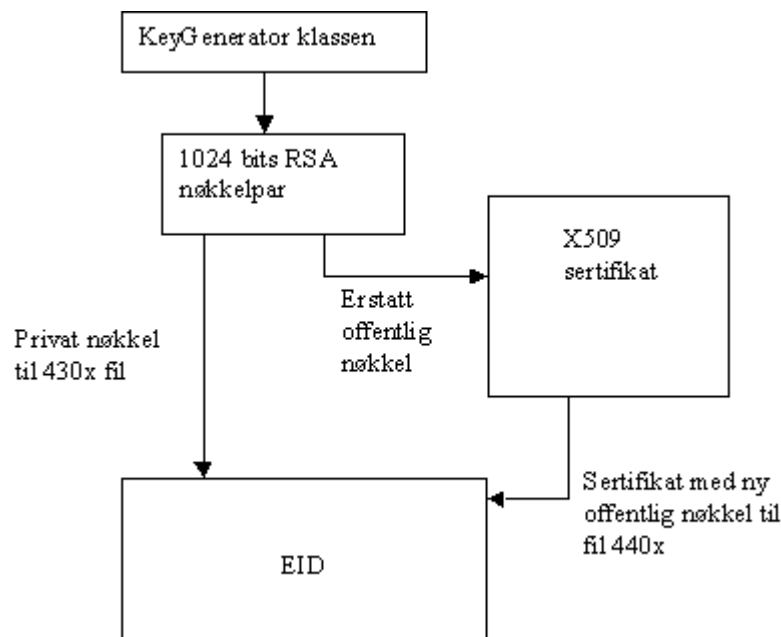 KeyGenerator klassen
1024 bits RSA
nøkkelpar
X509
sertifikat
Erstatt
offentlig
nøkkel
Privat nøkkel
til 430x fil
Sertifikat med ny
offentlig nøkkel til
fil 440x
EID